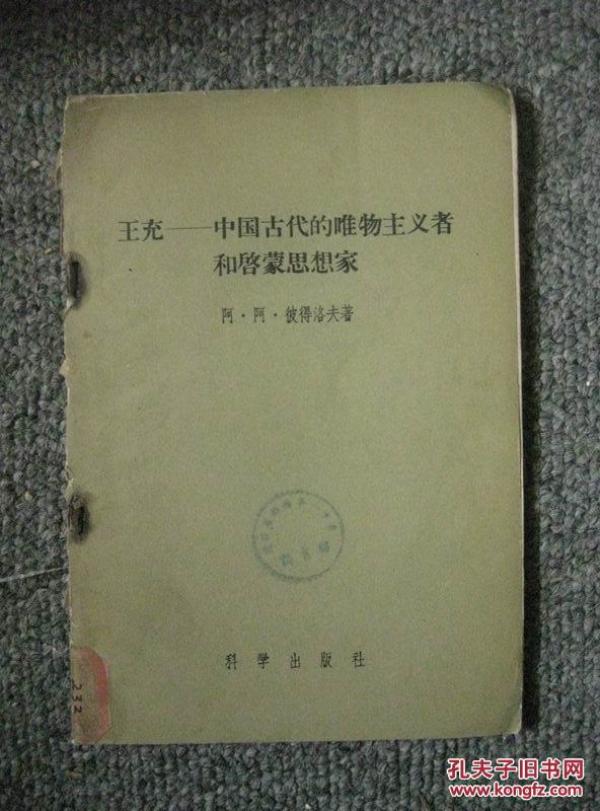 王充——中国古代的唯物主义者
和啓蒙思想家
阿·阿·彼得洛夫著
科学出版社
232
孔夫子旧书网
www.kongfz.com